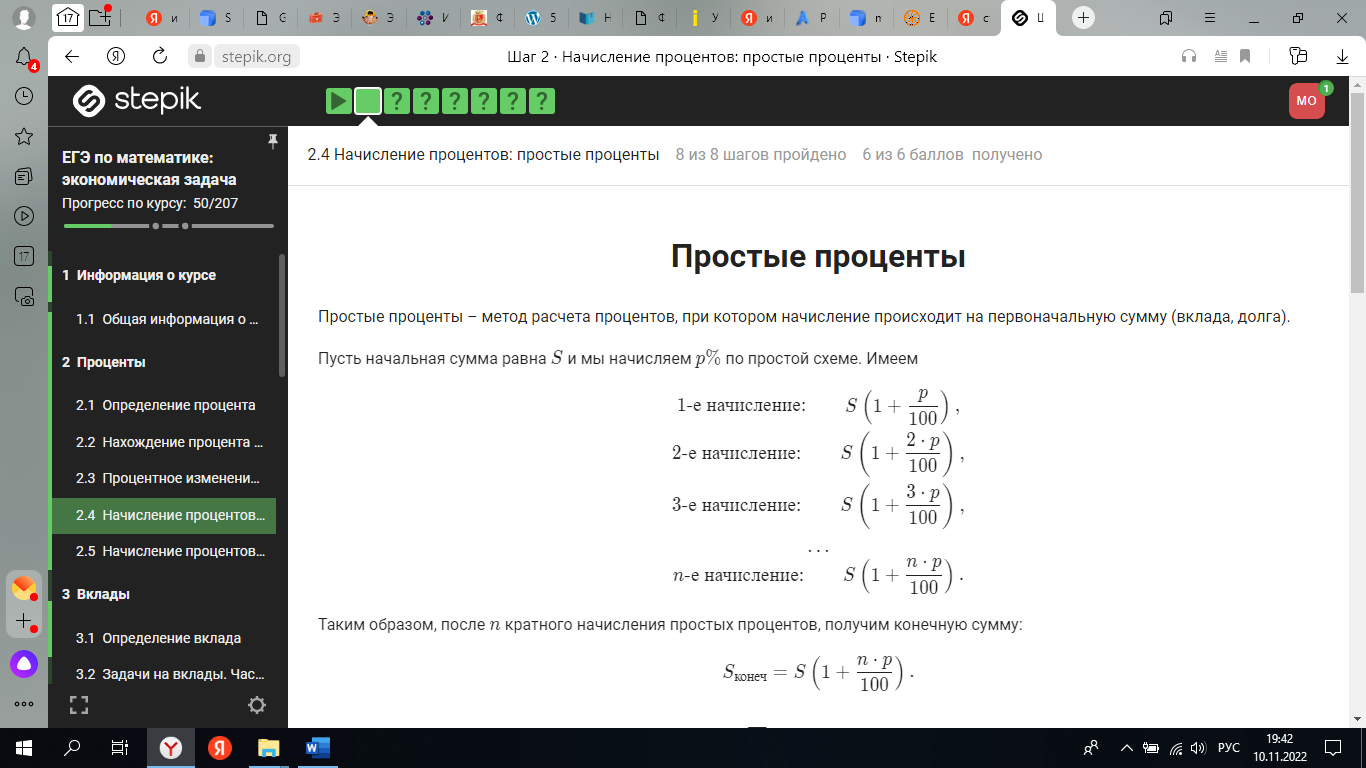 17
и
S
G
Э
Э
И
Ф
5
Н
Ф
У
и
Р
п
Е
с
Ц
4
stepik.org
Шаг 2 · Начисление процентов: простые проценты · Stepik
stepik
? ? ? ? ? ?
МО
1
2.4 Начисление процентов: простые проценты 8 из 8 шагов пройдено 6 из 6 баллов получено
ЕГЭ по математике:
экономическая задача
Прогресс по курсу: 50/207
17
1 Информация о курсе
1.1 Общая информация о ...
2 Проценты
2.1 Определение процента
2.2 Нахождение процента ...
2.3 Процентное изменени...
2.4 Начисление процентов...
2.5 Начисление процентов...
3 Вклады
3.1 Определение вклада
3.2 Задачи на вклады. Час...
Простые проценты
Простые проценты – метод расчета процентов, при котором начисление происходит на первоначальную сумму (вклада, долга).
Пусть начальная сумма равна S и мы начисляем p% по простой схеме. Имеем
1-е начисление: S (1 + p/100),
2-е начисление: S (1 + 2 · p/100),
3-е начисление: S (1 + 3 · p/100),
...
n-е начисление: S (1 + n · p/100).
Таким образом, после n кратного начисления простых процентов, получим конечную сумму:
Sконеч = S (1 + n · p/100).
РУС
19:42
10.11.2022